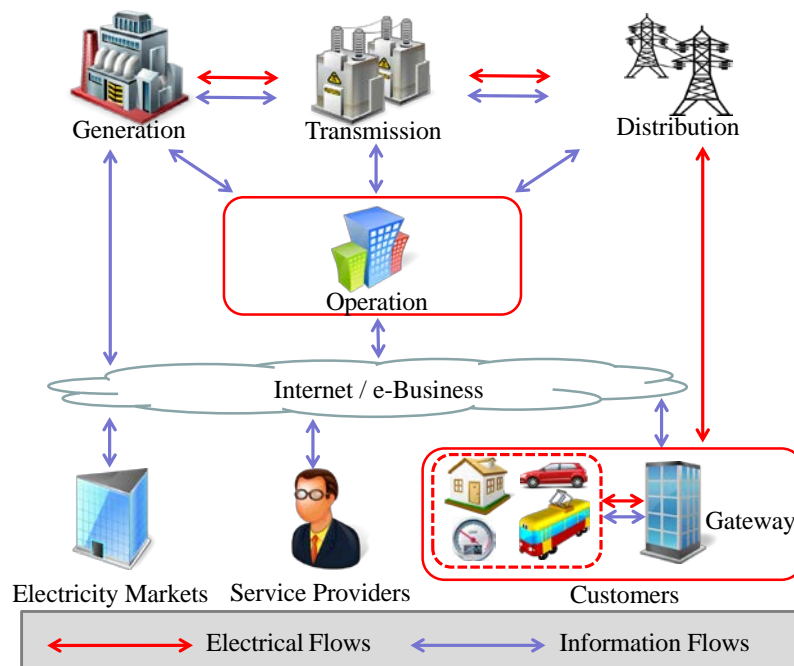 Generation
Transmission
Distribution
Operation
Internet / e-Business
Gateway
Electricity Markets
Service Providers
Customers
Electrical Flows
Information Flows